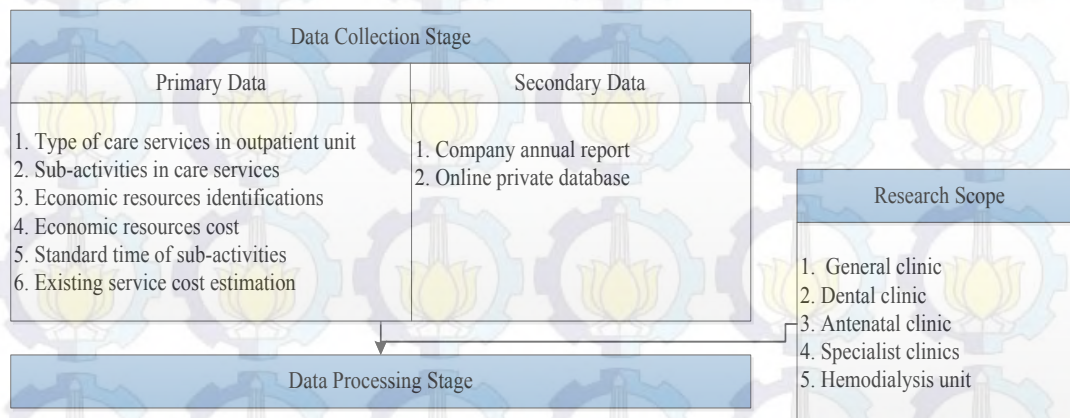 Data Collection Stage
Primary Data
Secondary Data
1. Type of care services in outpatient unit
2. Sub-activities in care services
3. Economic resources identifications
4. Economic resources cost
5. Standard time of sub-activities
6. Existing service cost estimation
1. Company annual report
2. Online private database
Research Scope
1. General clinic
2. Dental clinic
3. Antenatal clinic
4. Specialist clinics
5. Hemodialysis unit
Data Processing Stage